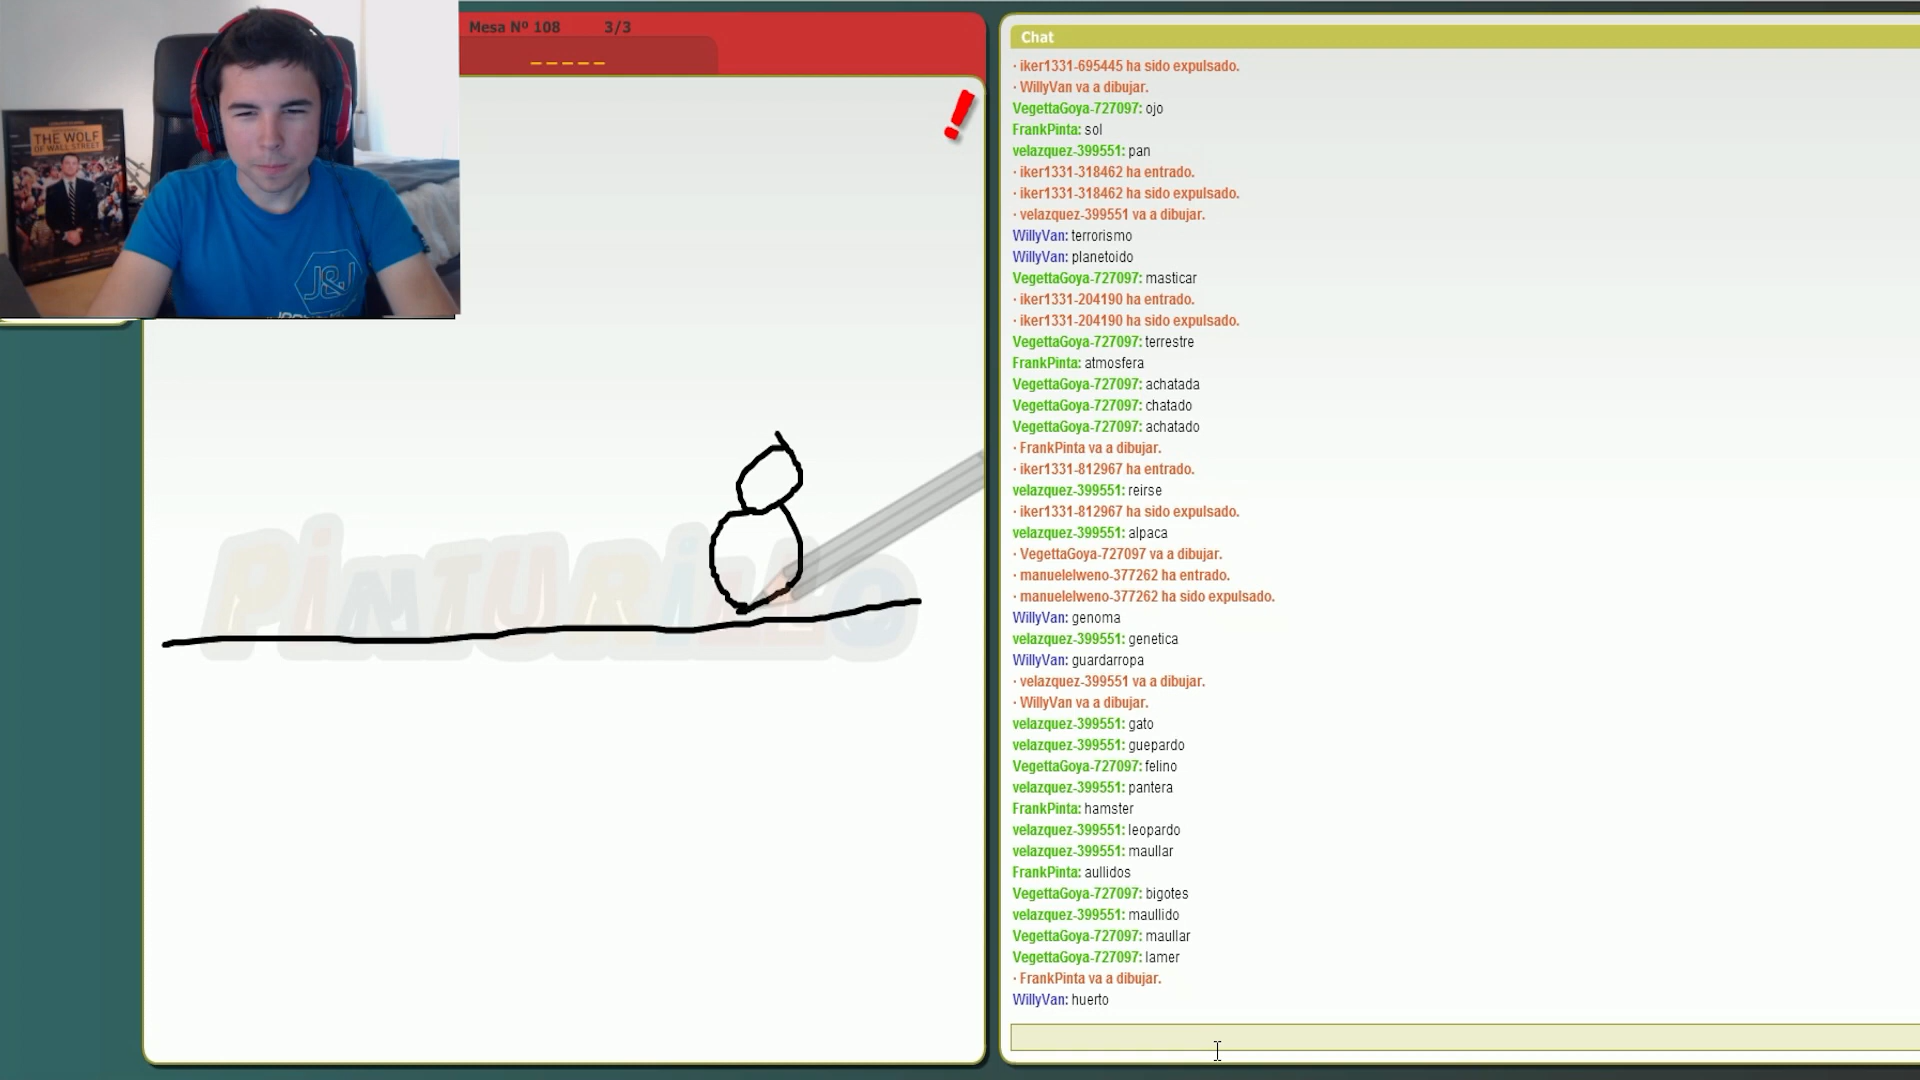 THE WOLF
OF WALL STREET
J&J
Mesa Nº 108 3/3
_ _ _ _ _
PINTURILLO
Chat
· iker1331-695445 ha sido expulsado.
· WillyVan va a dibujar.
VegettaGoya-727097: ojo
FrankPinta: sol
velazquez-399551: pan
· iker1331-318462 ha entrado.
· iker1331-318462 ha sido expulsado.
· velazquez-399551 va a dibujar.
WillyVan: terrorismo
WillyVan: planetoido
VegettaGoya-727097: masticar
· iker1331-204190 ha entrado.
· iker1331-204190 ha sido expulsado.
VegettaGoya-727097: terrestre
FrankPinta: atmosfera
VegettaGoya-727097: achatada
VegettaGoya-727097: chatado
VegettaGoya-727097: achatado
· FrankPinta va a dibujar.
· iker1331-812967 ha entrado.
velazquez-399551: reirse
· iker1331-812967 ha sido expulsado.
velazquez-399551: alpaca
· VegettaGoya-727097 va a dibujar.
· manuelelweno-377262 ha entrado.
· manuelelweno-377262 ha sido expulsado.
WillyVan: genoma
velazquez-399551: genetica
WillyVan: guardarropa
· velazquez-399551 va a dibujar.
· WillyVan va a dibujar.
velazquez-399551: gato
velazquez-399551: guepardo
VegettaGoya-727097: felino
velazquez-399551: pantera
FrankPinta: hamster
velazquez-399551: leopardo
velazquez-399551: maullar
FrankPinta: aullidos
VegettaGoya-727097: bigotes
velazquez-399551: maullido
VegettaGoya-727097: maullar
VegettaGoya-727097: lamer
· FrankPinta va a dibujar.
WillyVan: huerto